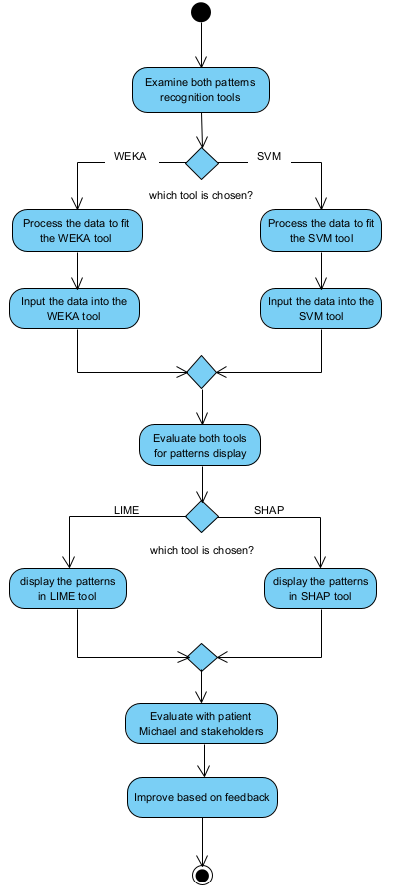 Examine both patterns
recognition tools
WEKA
SVM
which tool is chosen?
Process the data to fit
the WEKA tool
Process the data to fit
the SVM tool
Input the data into the
WEKA tool
Input the data into the
SVM tool
Evaluate both tools
for patterns display
LIME
SHAP
which tool is chosen?
display the patterns
in LIME tool
display the patterns
in SHAP tool
Evaluate with patient
Michael and stakeholders
Improve based on feedback